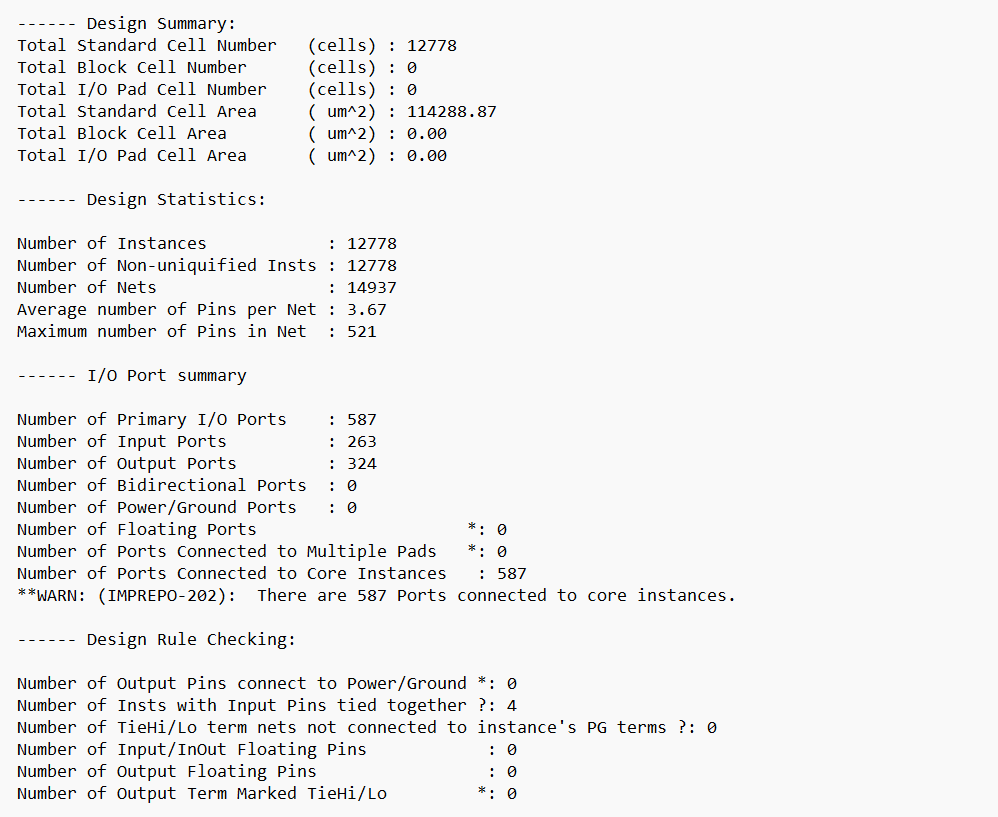 ------ Design Summary:
Total Standard Cell Number   (cells) : 12778
Total Block Cell Number      (cells) : 0
Total I/O Pad Cell Number    (cells) : 0
Total Standard Cell Area     ( um^2) : 114288.87
Total Block Cell Area        ( um^2) : 0.00
Total I/O Pad Cell Area      ( um^2) : 0.00
------ Design Statistics:
Number of Instances            : 12778
Number of Non-uniquified Insts : 12778
Number of Nets                 : 14937
Average number of Pins per Net : 3.67
Maximum number of Pins in Net  : 521
------ I/O Port summary
Number of Primary I/O Ports    : 587
Number of Input Ports          : 263
Number of Output Ports         : 324
Number of Bidirectional Ports  : 0
Number of Power/Ground Ports   : 0
Number of Floating Ports                     *: 0
Number of Ports Connected to Multiple Pads   *: 0
Number of Ports Connected to Core Instances   : 587
**WARN: (IMPREPO-202):  There are 587 Ports connected to core instances.
------ Design Rule Checking:
Number of Output Pins connect to Power/Ground *: 0
Number of Insts with Input Pins tied together ?: 4
Number of TieHi/Lo term nets not connected to instance's PG terms ?: 0
Number of Input/InOut Floating Pins            : 0
Number of Output Floating Pins                 : 0
Number of Output Term Marked TieHi/Lo         *: 0